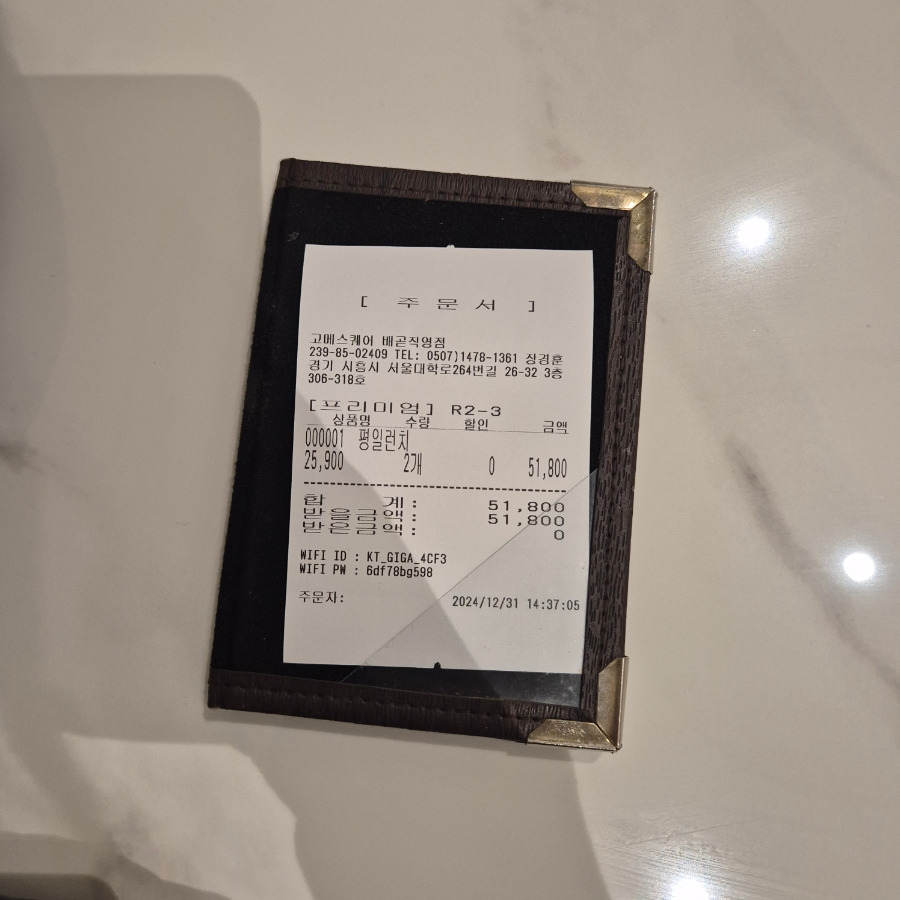 [ 주 문 서 ]
고메스퀘어 배곧직영점
239-85-02409 TEL: 0507)1478-1361 장경훈
경기 시흥시 서울대학로264번길 26-32 3층
306-318호
[프리미엄] R2-3
상품명 수량 할인 금액
000001 평일런치
25,900 2개 0 51,800
합 계: 51,800
받을금액: 51,800
받은금액: 0
WIFI ID : KT_GIGA_4CF3
WIFI PW : 6df78bg598
주문자: 2024/12/31 14:37:05